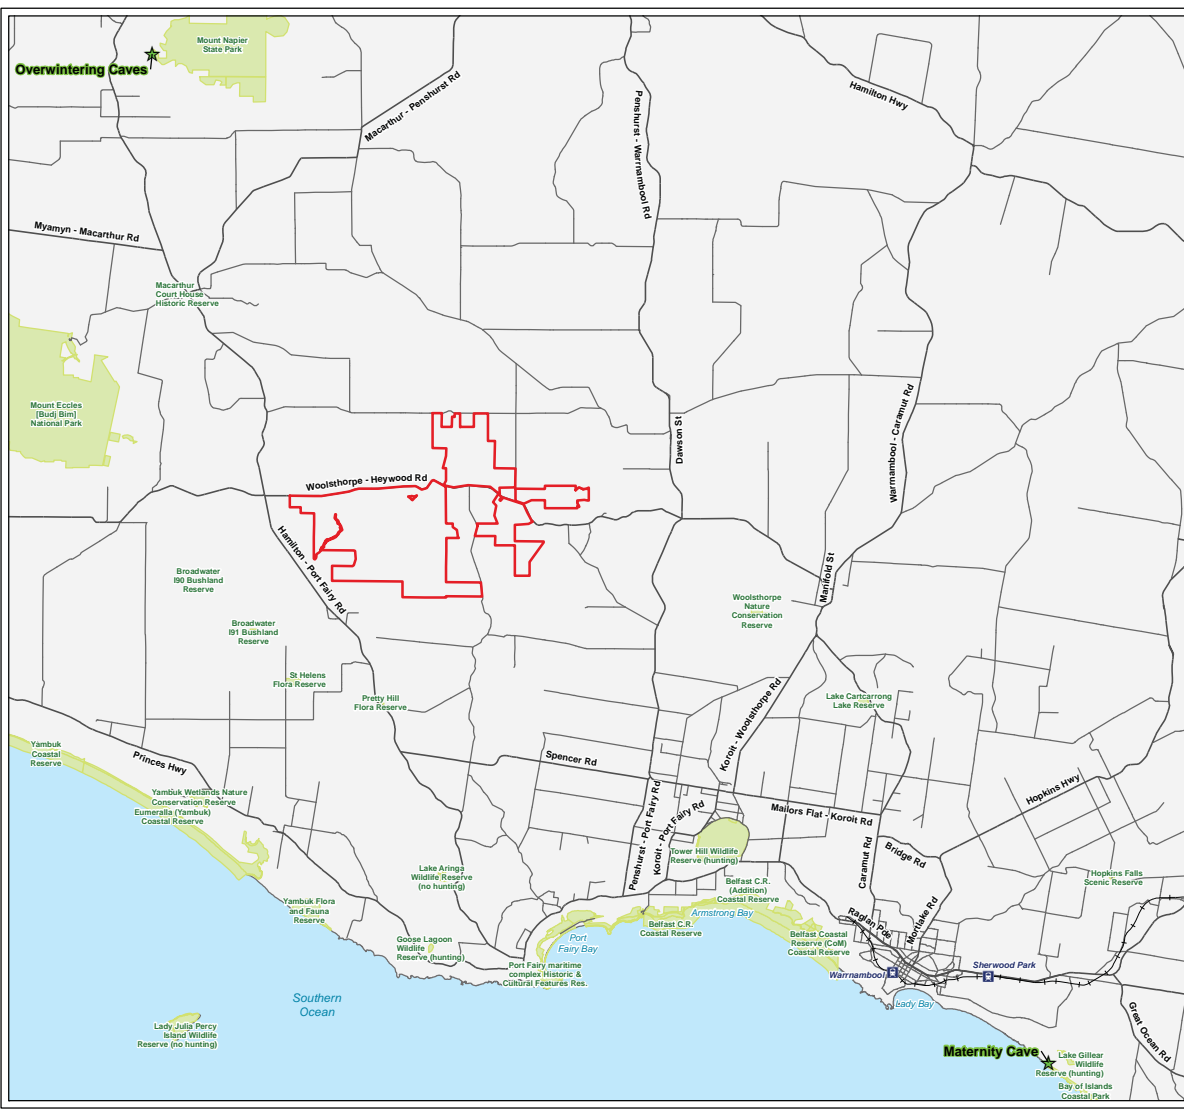 Mount Napier
State Park
Overwintering Caves
Macarthur - Penshurst Rd
Penshurst - Warrnambool Rd
Hamilton Hwy
Myamyn - Macarthur Rd
Macarthur
Court House
Historic Reserve
Mount Eccles
[Budj Bim]
National Park
Woolsthorpe - Heywood Rd
Dawson St
Warrnambool - Caramut Rd
Hamilton - Port Fairy Rd
Manifold St
Broadwater
I90 Bushland
Reserve
Broadwater
I91 Bushland
Reserve
Woolsthorpe
Nature
Conservation
Reserve
St Helens
Flora Reserve
Pretty Hill
Flora Reserve
Lake Cartcarrong
Lake Reserve
Koroit - Woolsthorpe Rd
Yambuk
Coastal
Reserve
Princes Hwy
Spencer Rd
Yambuk Wetlands Nature
Conservation Reserve
Eumeralla (Yambuk)
Coastal Reserve
Hopkins Hwy
Mailors Flat - Koroit Rd
Penshurst - Port Fairy Rd
Koroit - Port Fairy Rd
Tower Hill Wildlife
Reserve (hunting)
Caramut Rd
Bridge Rd
Hopkins Falls
Scenic Reserve
Lake Aringa
Wildlife Reserve
(no hunting)
Belfast C.R.
(Addition)
Coastal Reserve
Armstrong Bay
Yambuk Flora
and Fauna
Reserve
Belfast C.R.
Coastal Reserve
Raglan Pde
Mortlake Rd
Goose Lagoon
Wildlife
Reserve (hunting)
Port
Fairy Bay
Belfast Coastal
Reserve (CoM)
Coastal Reserve
Port Fairy maritime
complex Historic &
Cultural Features Res.
Warrnambool
Sherwood Park
Southern
Ocean
Lady Bay
Lady Julia Percy
Island Wildlife
Reserve (no hunting)
Great Ocean Rd
Maternity Cave
Lake Gillear
Wildlife
Reserve (hunting)
Bay of Islands
Coastal Park